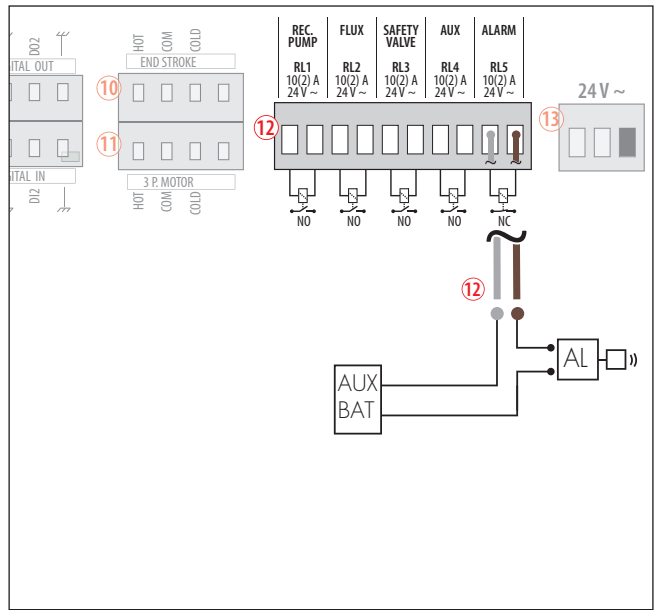 DO2
ITAL OUT
ITAL IN
DI2
HOT
COM
COLD
END STROKE
10
11
3 P. MOTOR
HOT
COM
COLD
REC. PUMP
RL1
10(2) A
24 V ~
FLUX
RL2
10(2) A
24 V ~
SAFETY VALVE
RL3
10(2) A
24 V ~
AUX
RL4
10(2) A
24 V ~
ALARM
RL5
10(2) A
24 V ~
12
NO
NO
NO
NO
NC
24 V ~
13
12
AUX
BAT
AL